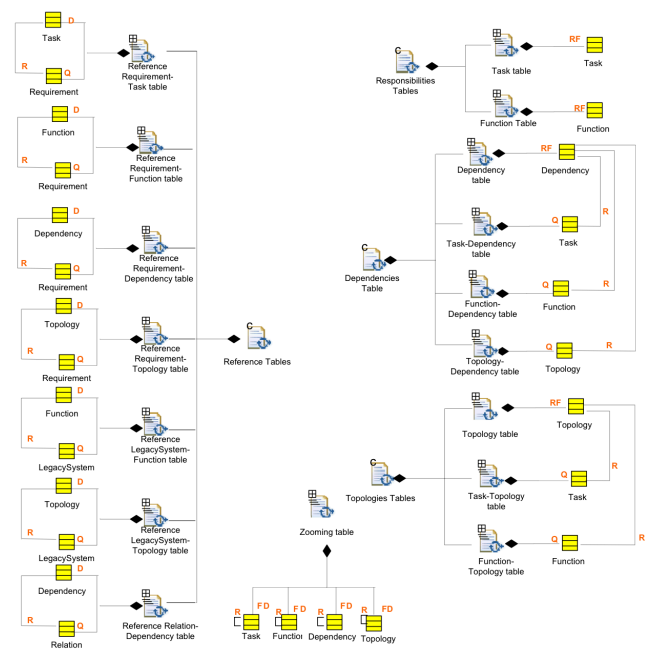 D
Task
R
Q
Requirement
Reference
Requirement-
Task table
D
Function
R
Q
Requirement
Reference
Requirement-
Function table
D
Dependency
R
Q
Requirement
Reference
Requirement-
Dependency table
D
Topology
R
Q
Requirement
Reference
Requirement-
Topology table
D
Function
R
Q
LegacySystem
Reference
LegacySystem-
Function table
D
Topology
R
Q
LegacySystem
Reference
LegacySystem-
Topology table
D
Dependency
R
Q
Relation
Reference Relation-
Dependency table
C
Reference Tables
C
Responsibilities
Tables
Task table
RF
Task
Function Table
RF
Function
C
Dependencies
Table
Dependency
table
RF
Dependency
R
Task-Dependency
table
Q
Task
Function-
Dependency table
Q
Function
R
Topology-
Dependency table
Q
Topology
R
C
Topologies Tables
Topology table
RF
Topology
R
Task-Topology
table
Q
Task
Function-
Topology table
Q
Function
R
Zooming table
R
FD
Task
R
FD
Function
R
FD
Dependency
R
FD
Topology